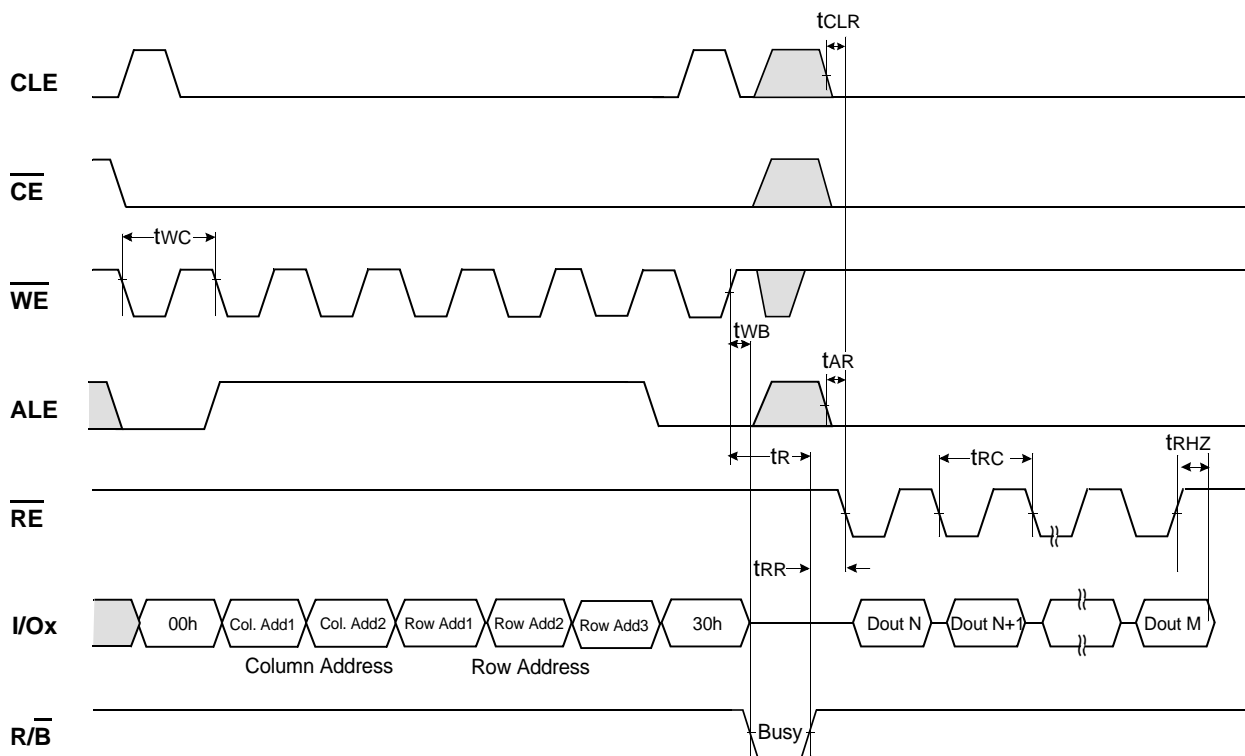 tCLR
CLE
CE
tWC
WE
tWB
tAR
ALE
tR
tRC
tRHZ
RE
tRR
I/Ox
00h
Col. Add1
Col. Add2
Row Add1
Row Add2
Row Add3
30h
Dout N
Dout N+1
Dout M
Column Address
Row Address
R/B
Busy